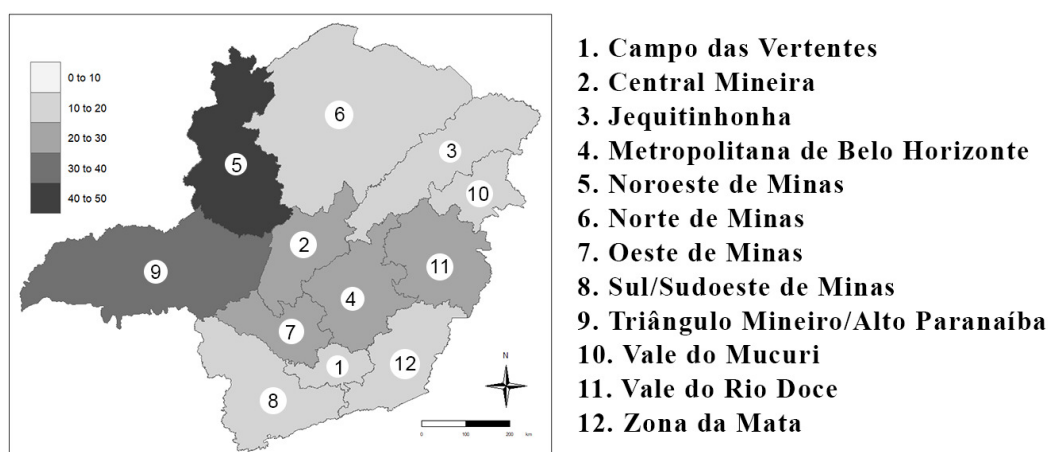 0 to 10
10 to 20
20 to 30
30 to 40
40 to 50
6
3
5
10
2
11
9
4
7
1
12
8
N
0
100
200
km
1. Campo das Vertentes
2. Central Mineira
3. Jequitinhonha
4. Metropolitana de Belo Horizonte
5. Noroeste de Minas
6. Norte de Minas
7. Oeste de Minas
8. Sul/Sudoeste de Minas
9. Triângulo Mineiro/Alto Paranaíba
10. Vale do Mucuri
11. Vale do Rio Doce
12. Zona da Mata